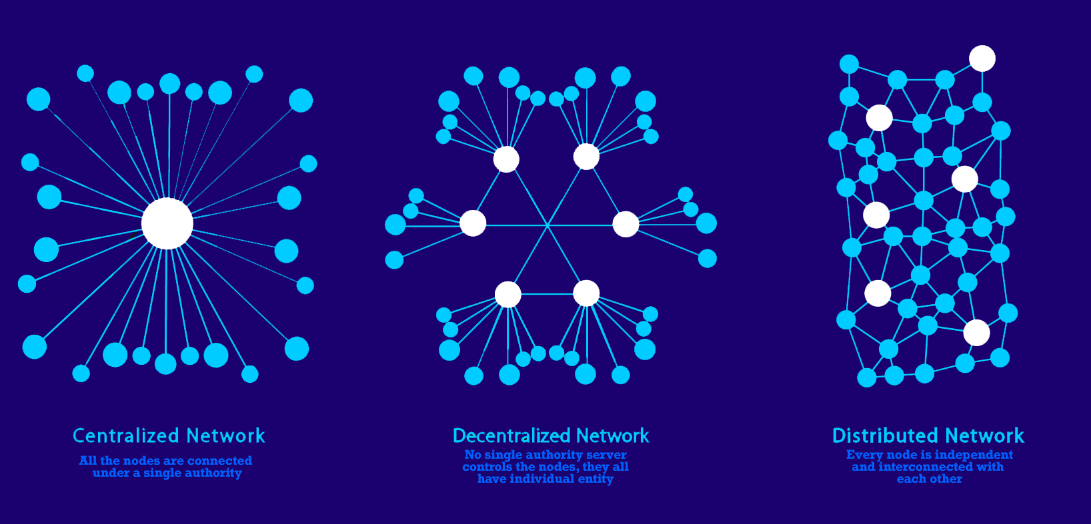 Centralized Network
All the nodes are connected
under a single authority
Decentralized Network
No single authority server
controls the nodes, they all
have individual entity
Distributed Network
Every node is independent
and interconnected with
each other